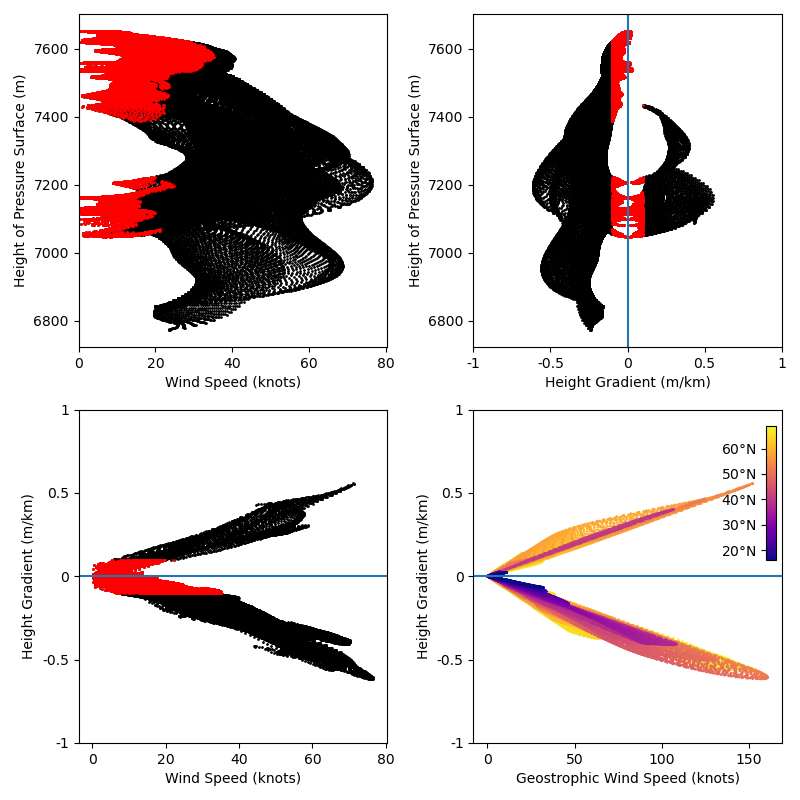 Height of Pressure Surface (m)
7600
7400
7200
7000
6800
0 20 40 60 80
Wind Speed (knots)
Height of Pressure Surface (m)
7600
7400
7200
7000
6800
-1 -0.5 0 0.5 1
Height Gradient (m/km)
Height Gradient (m/km)
1
0.5
0
-0.5
-1
0 20 40 60 80
Wind Speed (knots)
Height Gradient (m/km)
1
0.5
0
-0.5
-1
0 50 100 150
Geostrophic Wind Speed (knots)
60°N
50°N
40°N
30°N
20°N